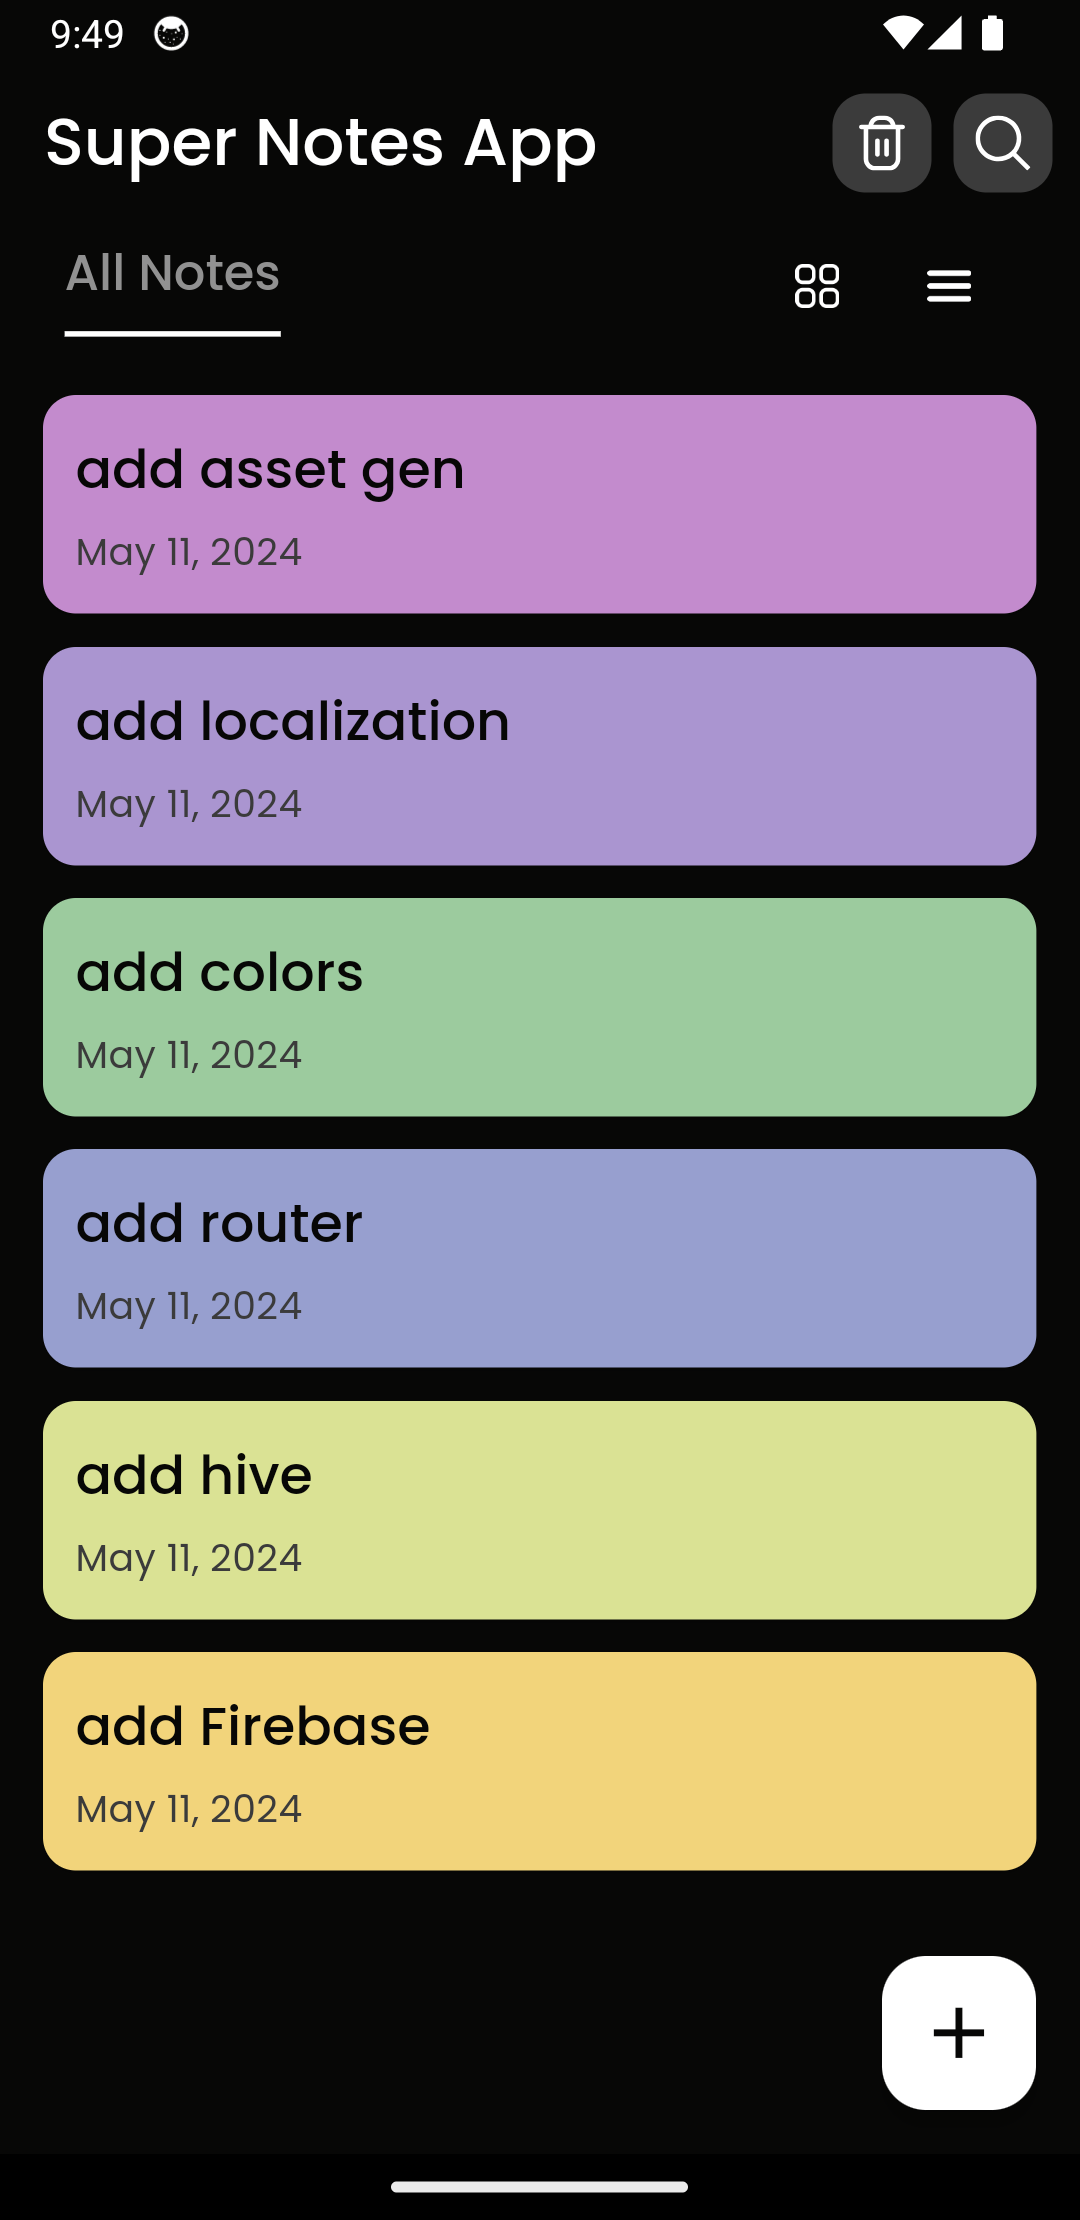 9:49
Super Notes App
All Notes
add asset gen
May 11, 2024
add localization
May 11, 2024
add colors
May 11, 2024
add router
May 11, 2024
add hive
May 11, 2024
add Firebase
May 11, 2024